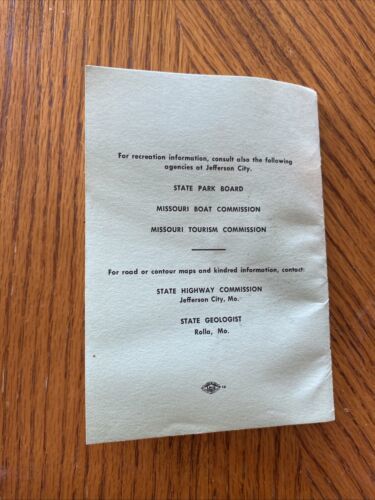 For recreation information, consult also the following
agencies at Jefferson City.
STATE PARK BOARD
MISSOURI BOAT COMMISSION
MISSOURI TOURISM COMMISSION
For road or contour maps and kindred information, contact:
STATE HIGHWAY COMMISSION
Jefferson City, Mo.
STATE GEOLOGIST
Rolla, Mo.